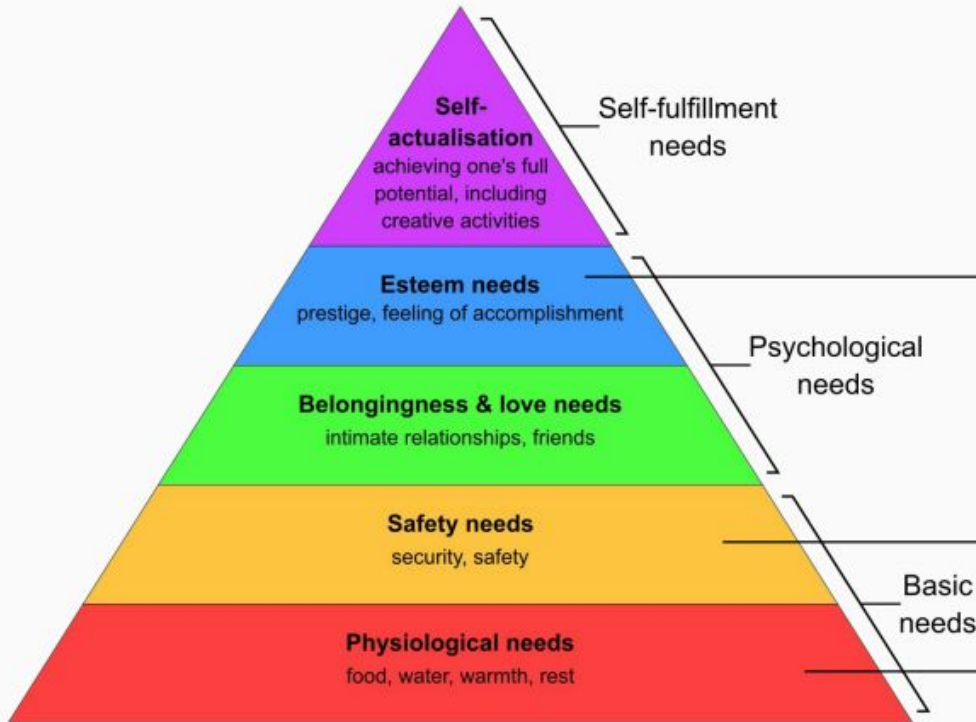 Self-
actualisation
achieving one's full
potential, including
creative activities
Self-fulfillment
needs
Esteem needs
prestige, feeling of accomplishment
Psychological
needs
Belongingness & love needs
intimate relationships, friends
Safety needs
security, safety
Basic
needs
Physiological needs
food, water, warmth, rest